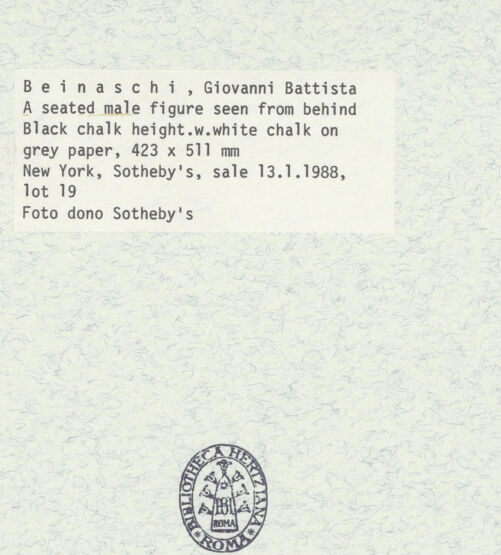 B e i n a s c h i , Giovanni Battista
A seated male figure seen from behind
Black chalk height.w.white chalk on
grey paper, 423 x 511 mm
New York, Sotheby's, sale 13.1.1988,
lot 19
Foto dono Sotheby's
BIBLIOTHECA HERTZIANA
BH
ROMA
ROMA